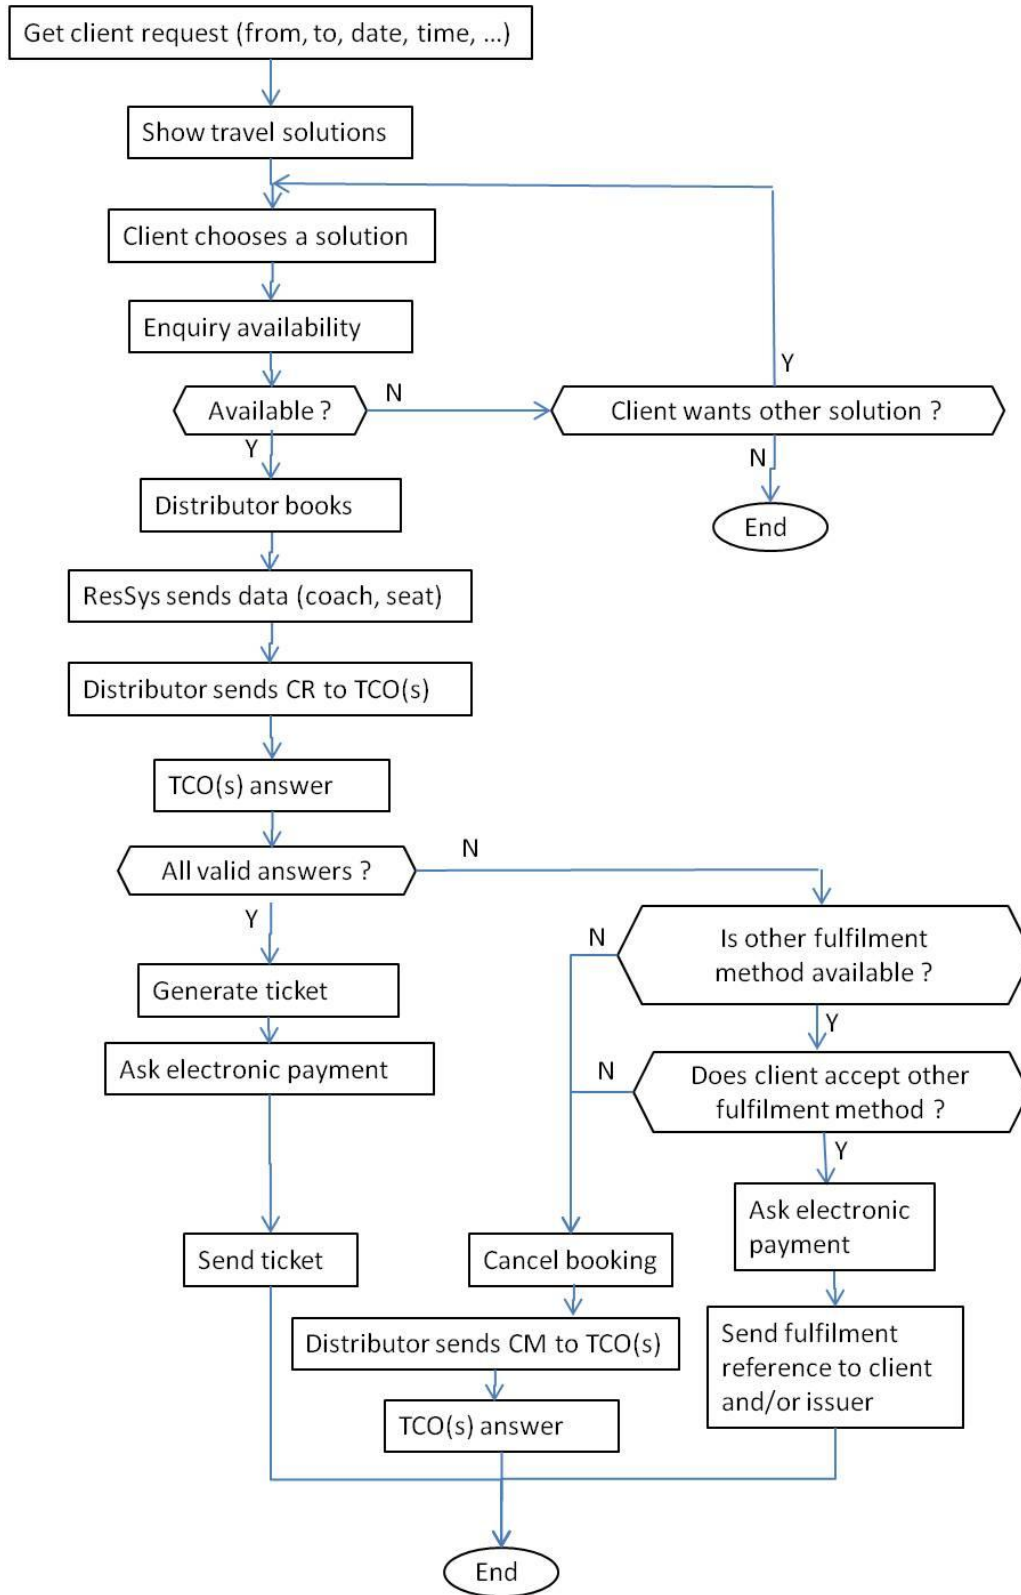 Get client request (from, to, date, time, ...)
Show travel solutions
Client chooses a solution
Enquiry availability
Y
Available ?
N
Client wants other solution ?
Y
N
Distributor books
End
ResSys sends data (coach, seat)
Distributor sends CR to TCO(s)
TCO(s) answer
All valid answers ?
N
Y
N
Is other fulfilment
method available ?
Generate ticket
Y
Ask electronic payment
N
Does client accept other
fulfilment method ?
Y
Ask electronic
payment
Send ticket
Cancel booking
Distributor sends CM to TCO(s)
Send fulfilment
reference to client
and/or issuer
TCO(s) answer
End